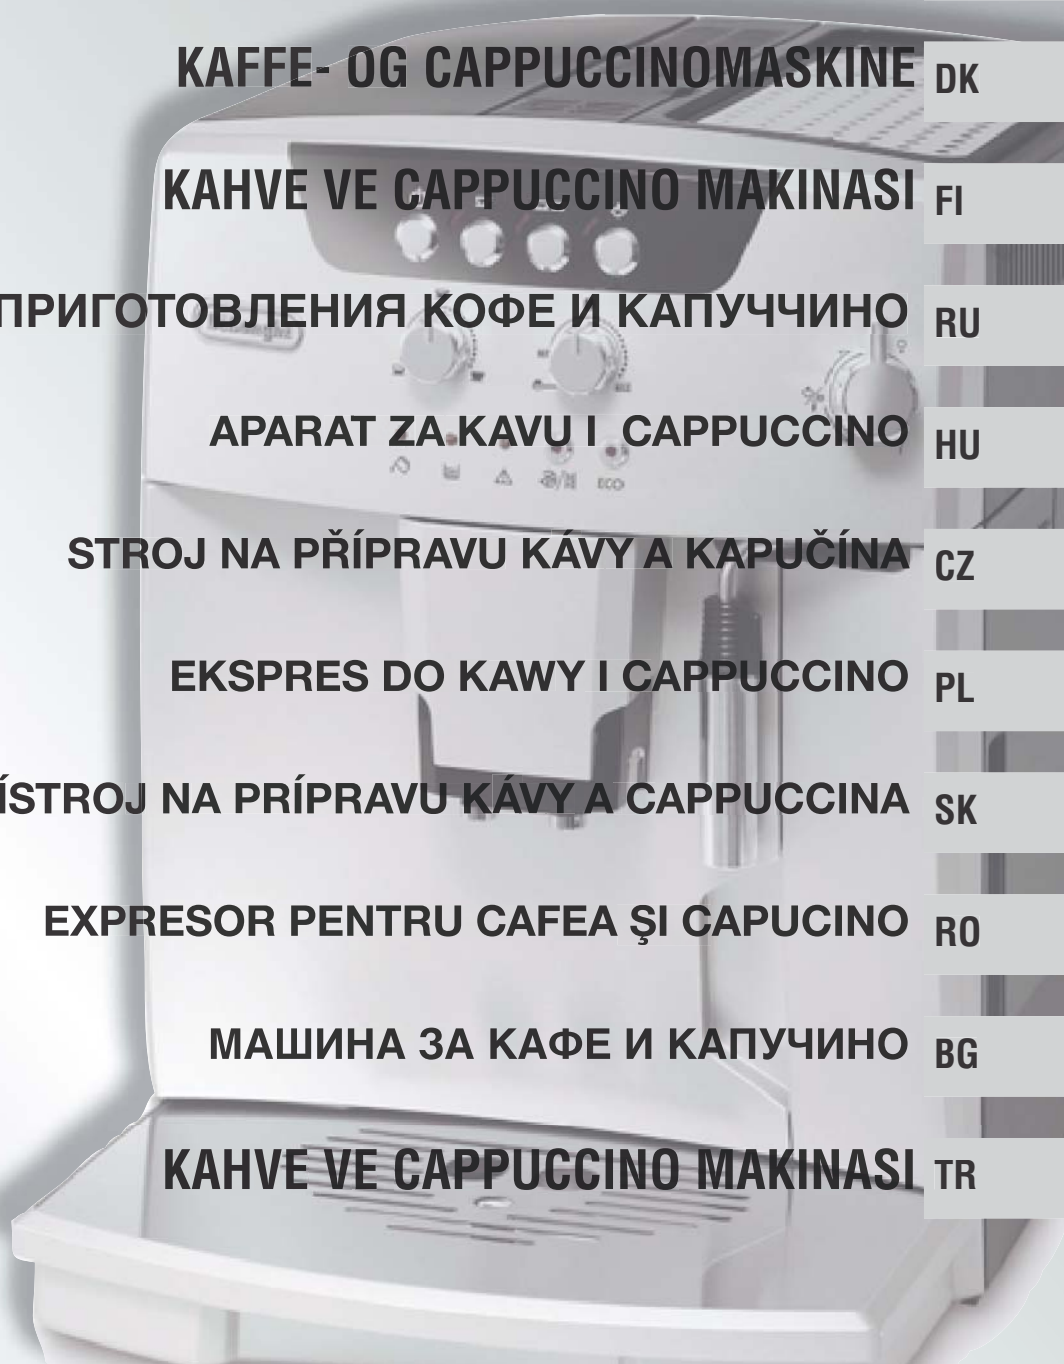 KAFFE- OG CAPPUCCINOMASKINE DK
KAHVE VE CAPPUCCINO MAKINASI FI
ПРИГОТОВЛЕНИЯ КОФЕ И КАПУЧЧИНО RU
APARAT ZA KAVU I CAPPUCCINO HU
STROJ NA PŘÍPRAVU KÁVY A KAPUČÍNA CZ
EKSPRES DO KAWY I CAPPUCCINO PL
ÍSTROJ NA PRÍPRAVU KÁVY A CAPPUCCINA SK
EXPRESOR PENTRU CAFEA ŞI CAPUCINO RO
МАШИНА ЗА КАФЕ И КАПУЧИНО BG
KAHVE VE CAPPUCCINO MAKINASI TR
ECO